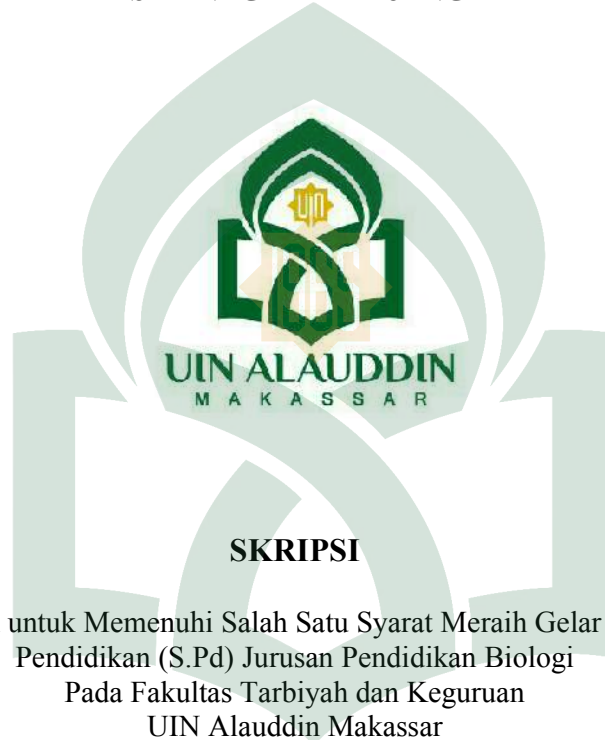 UIN ALAUDDIN
MAKASSAR
SKRIPSI
untuk Memenuhi Salah Satu Syarat Meraih Gelar
Pendidikan (S.Pd) Jurusan Pendidikan Biologi
Pada Fakultas Tarbiyah dan Keguruan
UIN Alauddin Makassar